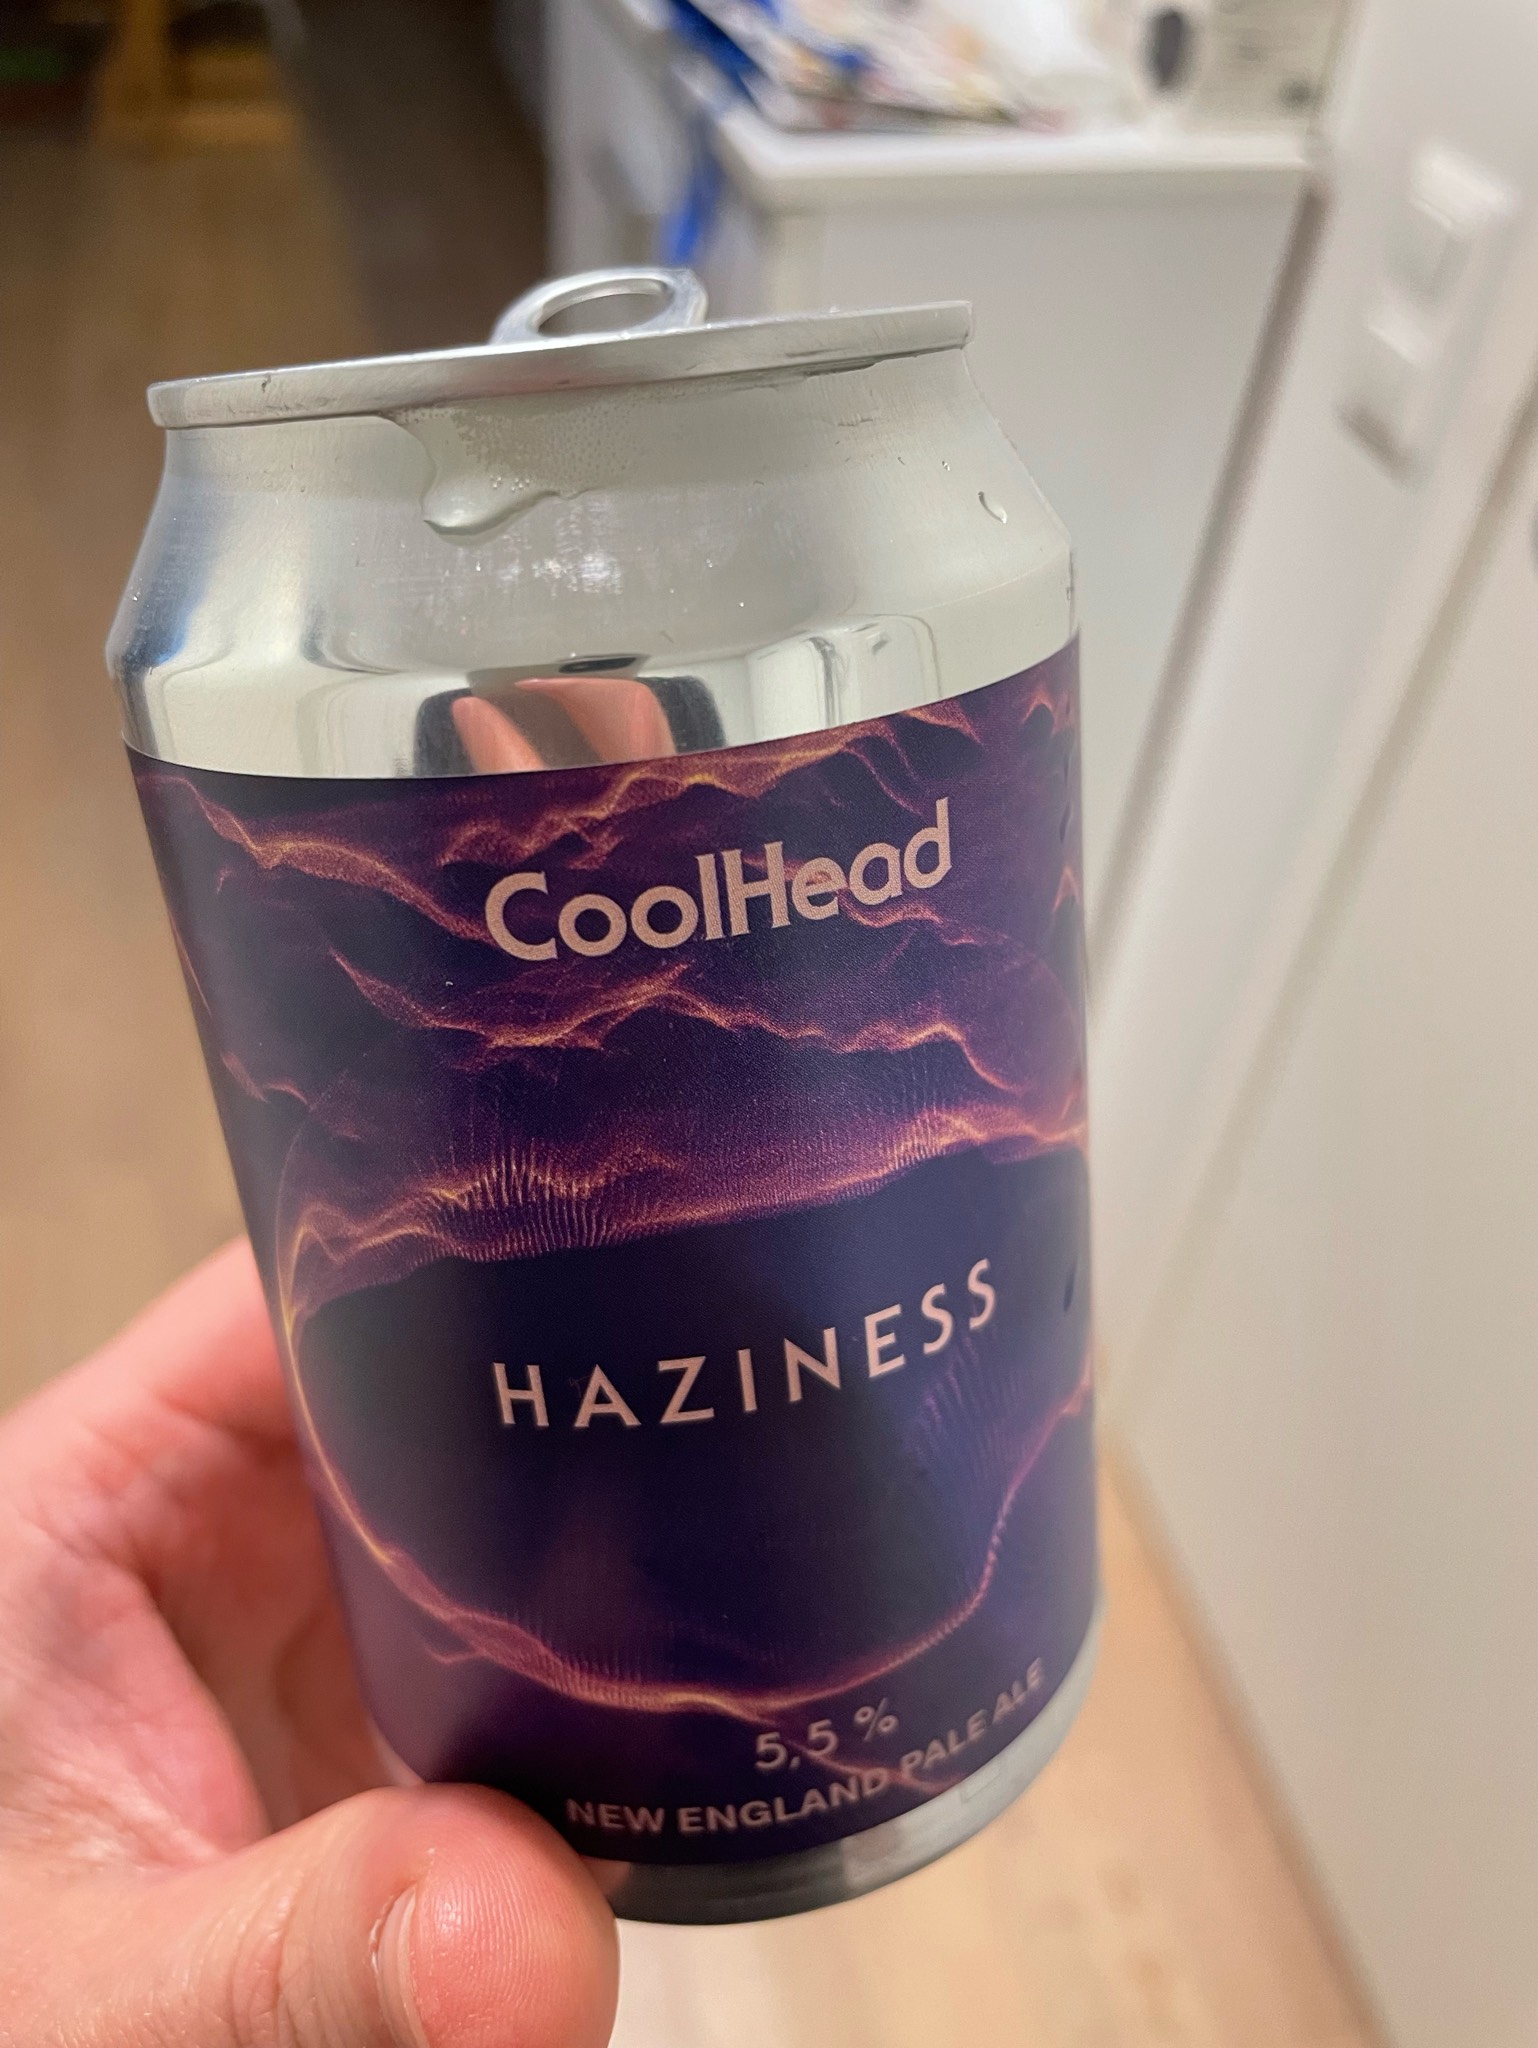 CoolHead
HAZINESS
5,5 %
NEW ENGLAND PALE ALE